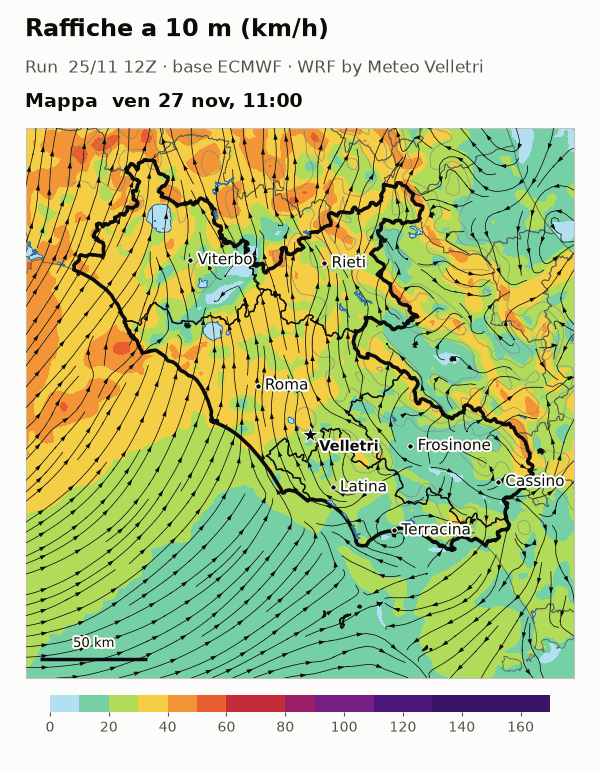 Raffiche a 10 m (km/h)
Run 25/11 12Z · base ECMWF · WRF by Meteo Velletri
Mappa ven 27 nov, 11:00
Viterbo
Rieti
Roma
Velletri
Frosinone
Cassino
Latina
Terracina
50 km
0 20 40 60 80 100 120 140 160